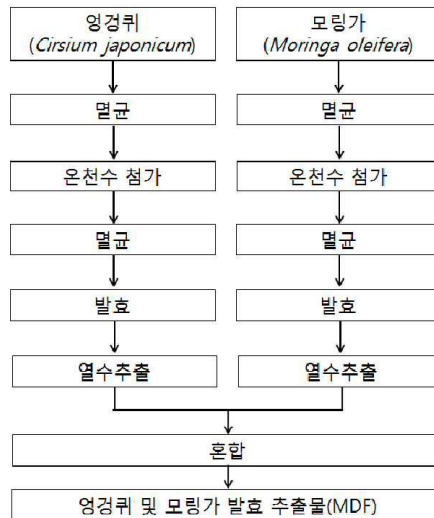 엉겅퀴
(Cirsium japonicum)
멸균
온천수 첨가
멸균
발효
열수추출
모링가
(Moringa oleifera)
멸균
온천수 첨가
멸균
발효
열수추출
혼합
엉겅퀴 및 모링가 발효 추출물(MDF)